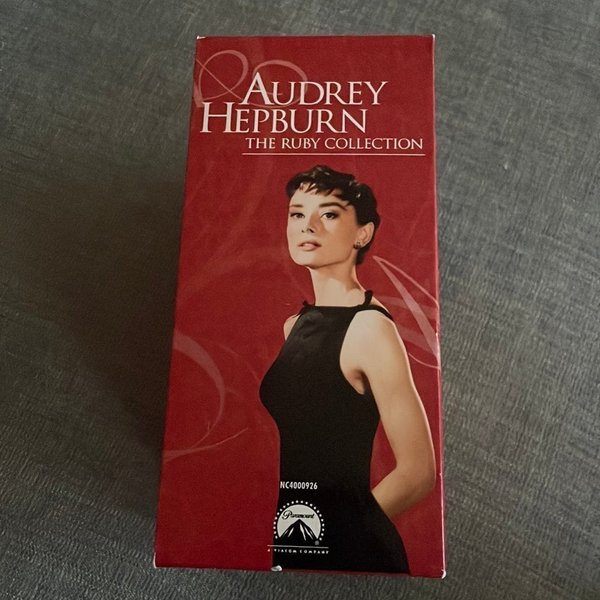 AUDREY
HEPBURN
THE RUBY COLLECTION
NC4000926
Paramount
A VIACOM COMPANY